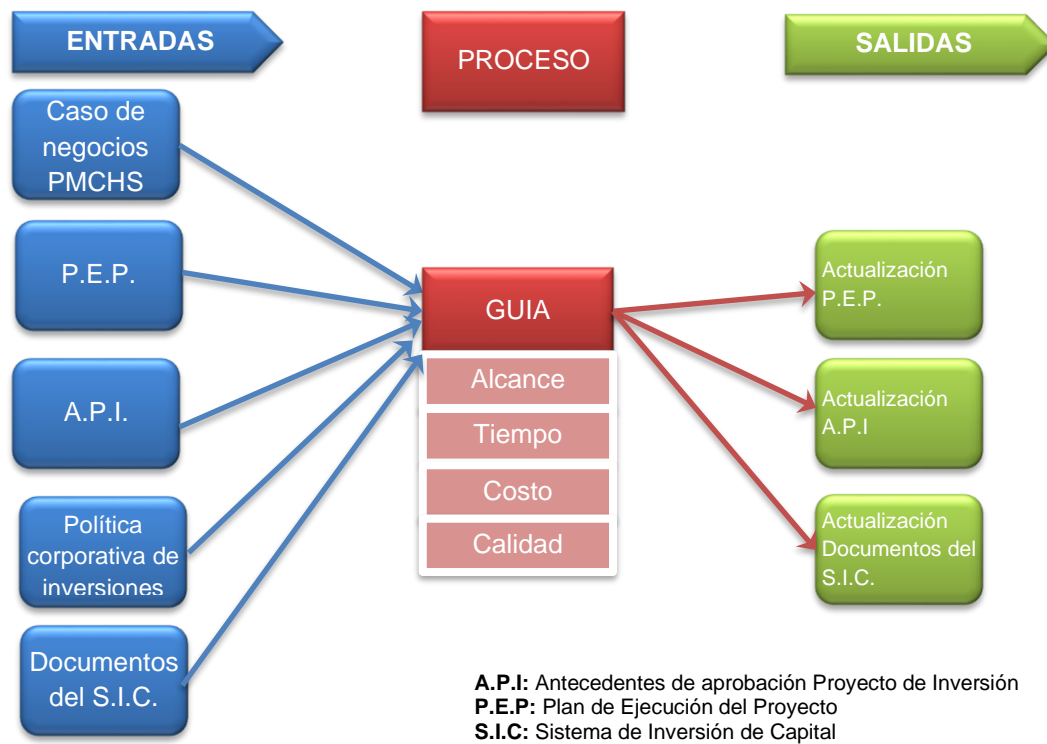 ENTRADAS
PROCESO
SALIDAS
Caso de
negocios
PMCHS
P.E.P.
A.P.I.
Política
corporativa de
inversiones
Documentos
del S.I.C.
GUIA
Alcance
Tiempo
Costo
Calidad
Actualización
P.E.P.
Actualización
A.P.I
Actualización
Documentos del
S.I.C.
A.P.I: Antecedentes de aprobación Proyecto de Inversión
P.E.P: Plan de Ejecución del Proyecto
S.I.C: Sistema de Inversión de Capital